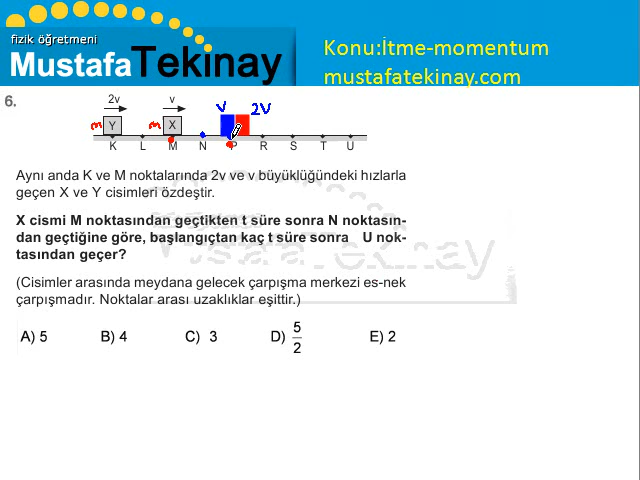 fizik öğretmeni
MustafaTekinay
Konu:İtme-momentum
mustafatekinay.com
6.
2v v v 2v
m Y m X
K L M N P R S T U
Aynı anda K ve M noktalarında 2v ve v büyüklüğündeki hızlarla
geçen X ve Y cisimleri özdeştir.
X cismi M noktasından geçtikten t süre sonra N noktasın-
dan geçtiğine göre, başlangıçtan kaç t süre sonra U nok-
tasından geçer?
(Cisimler arasında meydana gelecek çarpışma merkezi es-nek
çarpışmadır. Noktalar arası uzaklıklar eşittir.)
A) 5 B) 4 C) 3 D) 5/2 E) 2